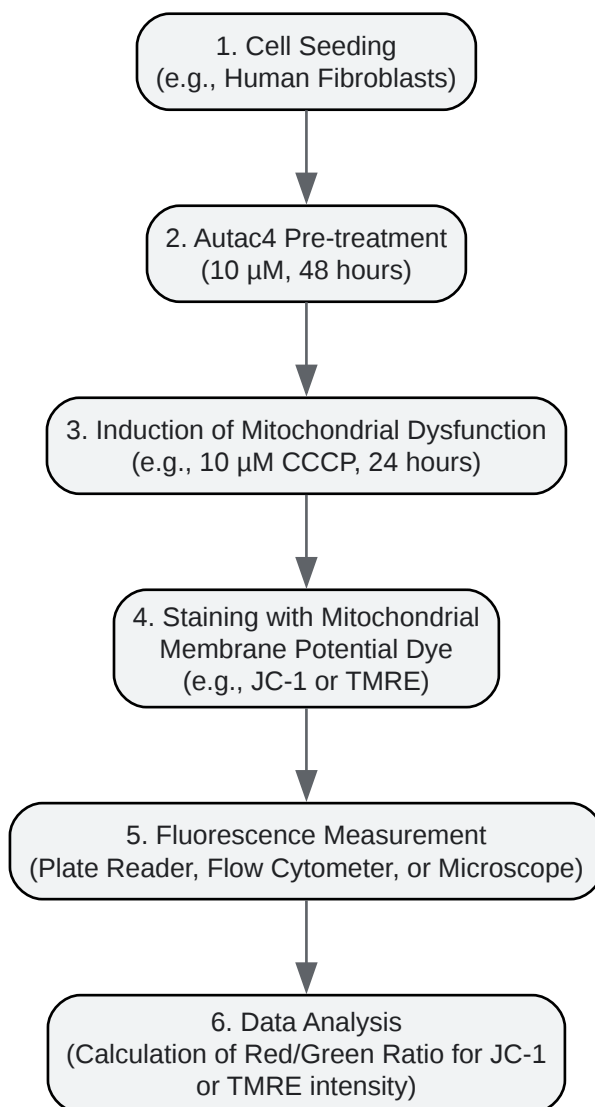 1. Cell Seeding
(e.g., Human Fibroblasts)
2. Autac4 Pre-treatment
(10 µM, 48 hours)
3. Induction of Mitochondrial Dysfunction
(e.g., 10 µM CCCP, 24 hours)
4. Staining with Mitochondrial
Membrane Potential Dye
(e.g., JC-1 or TMRE)
5. Fluorescence Measurement
(Plate Reader, Flow Cytometer, or Microscope)
6. Data Analysis
(Calculation of Red/Green Ratio for JC-1
or TMRE intensity)